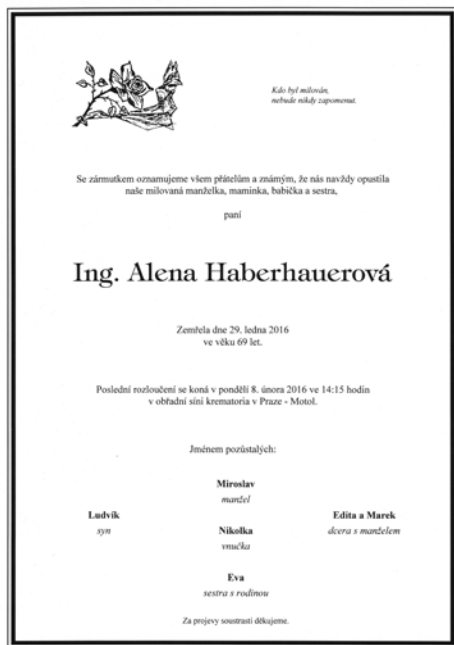 Kdo byl milován,
nebude nikdy zapomenut.
Se zármutkem oznamujeme všem přátelům a známým, že nás navždy opustila
naše milovaná manželka, maminka, babička a sestra,
paní
Ing. Alena Haberhauerová
Zemřela dne 29. ledna 2016
ve věku 69 let.
Poslední rozloučení se koná v pondělí 8. února 2016 ve 14:15 hodin
v obřadní síni krematoria v Praze - Motol.
Jménem pozůstalých:
Miroslav
manžel
Ludvík
syn
Edita a Marek
dcera s manželem
Nikolka
vnučka
Eva
sestra s rodinou
Za projevy soustrasti děkujeme.